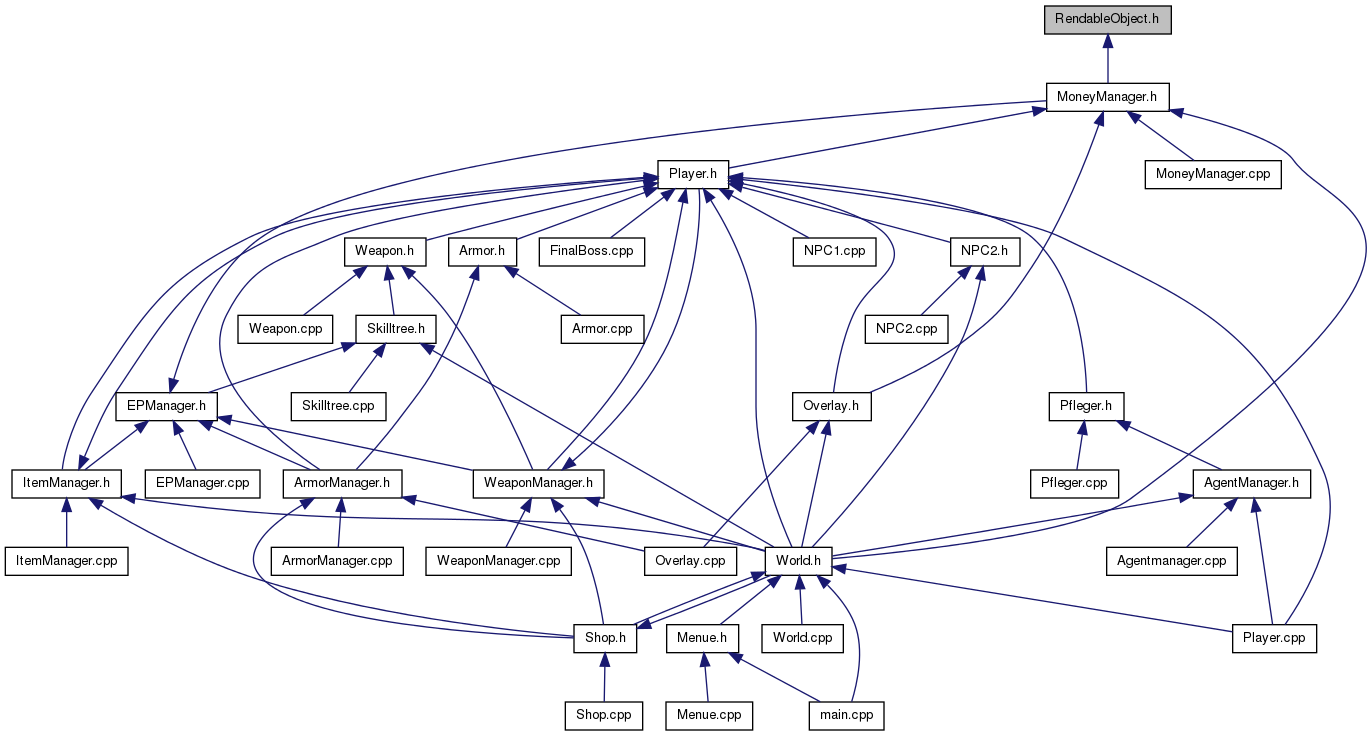 RendableObject.h
MoneyManager.h
Player.h
MoneyManager.cpp
Weapon.h
Armor.h
FinalBoss.cpp
NPC1.cpp
NPC2.h
Weapon.cpp
Skilltree.h
Armor.cpp
NPC2.cpp
EPManager.h
Skilltree.cpp
Overlay.h
Pfleger.h
ItemManager.h
EPManager.cpp
ArmorManager.h
WeaponManager.h
Pfleger.cpp
AgentManager.h
ItemManager.cpp
ArmorManager.cpp
WeaponManager.cpp
Overlay.cpp
World.h
Agentmanager.cpp
Shop.h
Menue.h
World.cpp
Player.cpp
Shop.cpp
Menue.cpp
main.cpp